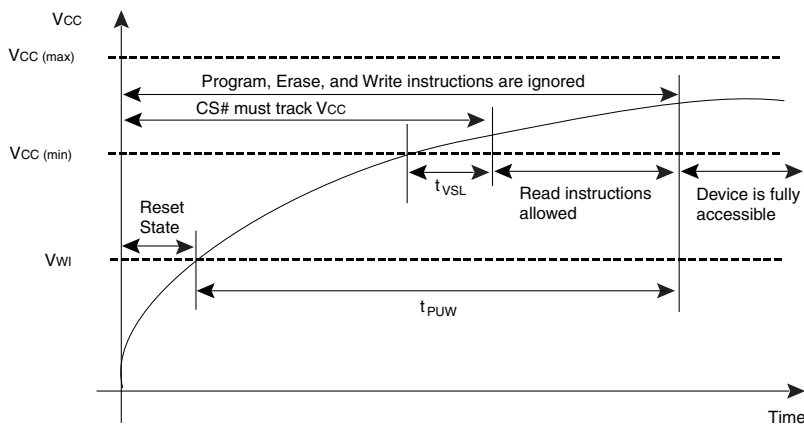 VCC
VCC (max)
Program, Erase, and Write instructions are ignored
CS# must track VCC
VCC (min)
tVSL
Read instructions
allowed
Device is fully
accessible
Reset
State
VWI
tPUW
Time